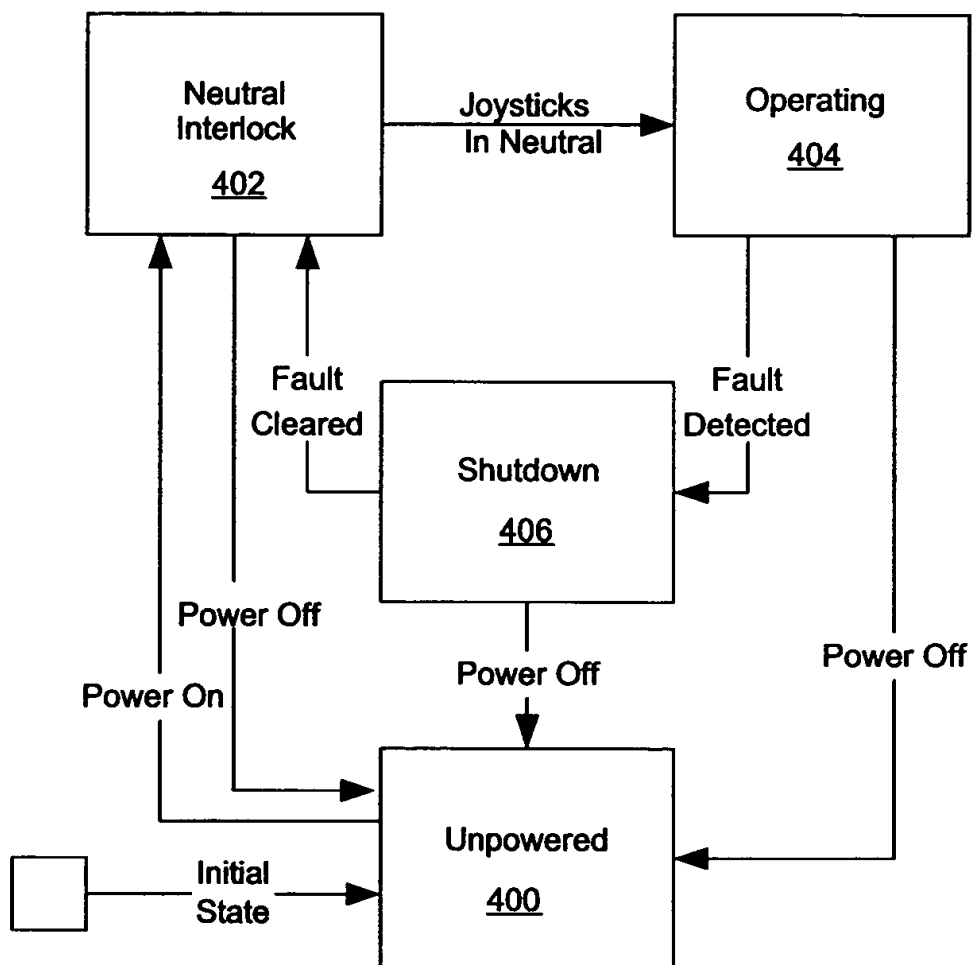 Neutral
Interlock
402
Joysticks
In Neutral
Operating
404
Fault
Cleared
Fault
Detected
Shutdown
406
Power Off
Power On
Power Off
Power Off
Unpowered
400
Initial
State